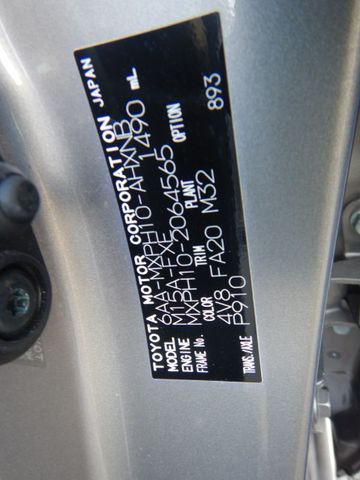 TOYOTA MOTOR CORPORATION JAPAN
MODEL 6AA-MXPH10-AHXNB
ENGINE M15A-FXE 1490 mL
FRAME No. MXPH10-2064565
COLOR TRIM PLANT OPTION
4V8 FA20 M32 893
TRANS./AXLE P910